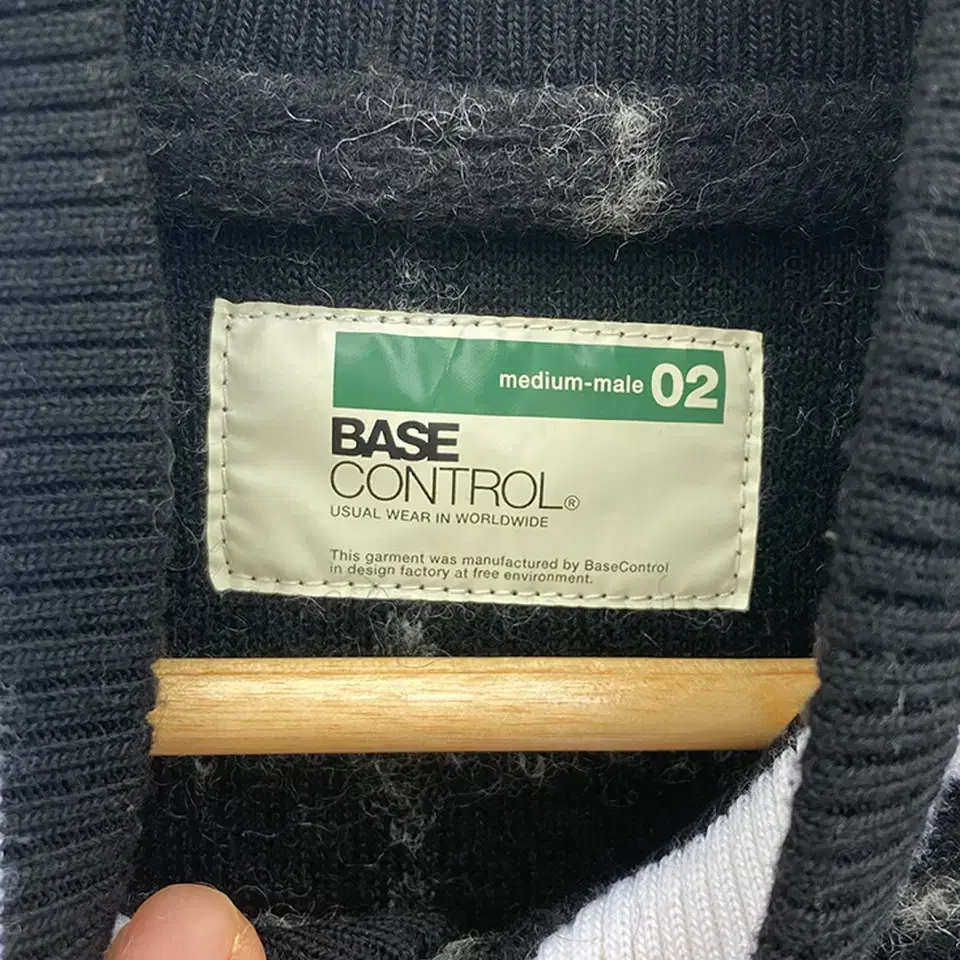 medium-male 02
BASE
CONTROL®
USUAL WEAR IN WORLDWIDE
This garment was manufactured by BaseControl
in design factory at free environment.